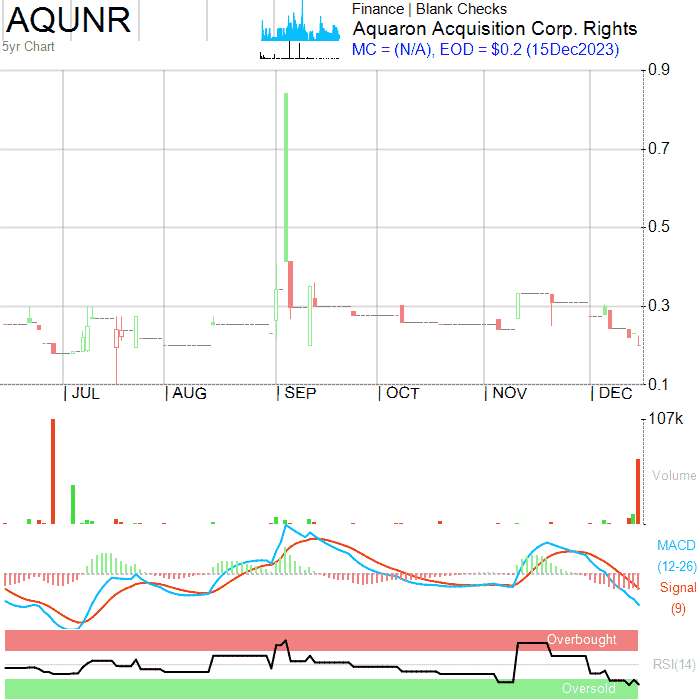 AQUNR
5yr Chart
Finance | Blank Checks
Aquaron Acquisition Corp. Rights
MC = (N/A), EOD = $0.2 (15Dec2023)
0.9
0.7
0.5
0.3
0.1
| JUL | AUG | SEP | OCT | NOV | DEC
107k
Volume
MACD
(12-26)
Signal
(9)
Overbought
RSI(14)
Oversold